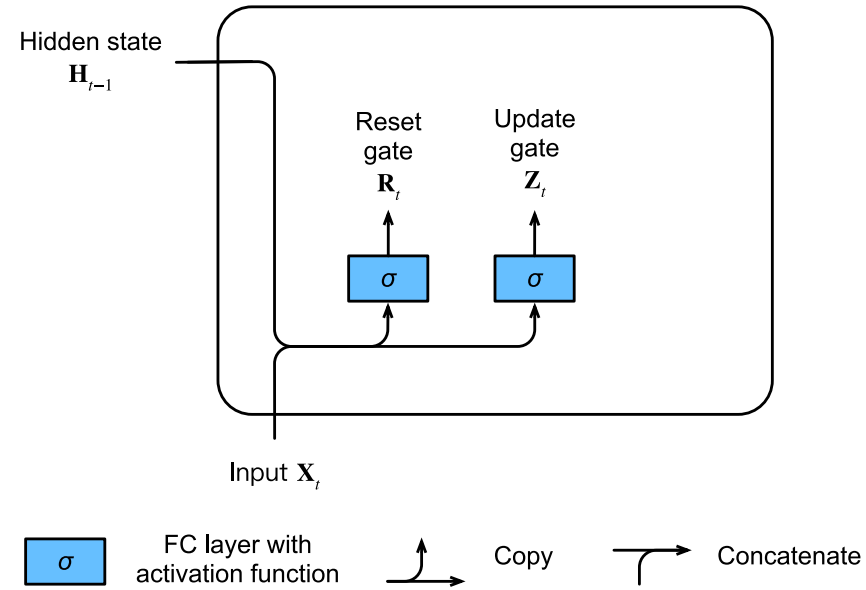 Hidden state
H_{t−1}
Reset
gate
R_t
Update
gate
Z_t
σ
σ
Input X_t
σ
FC layer with
activation function
Copy
Concatenate